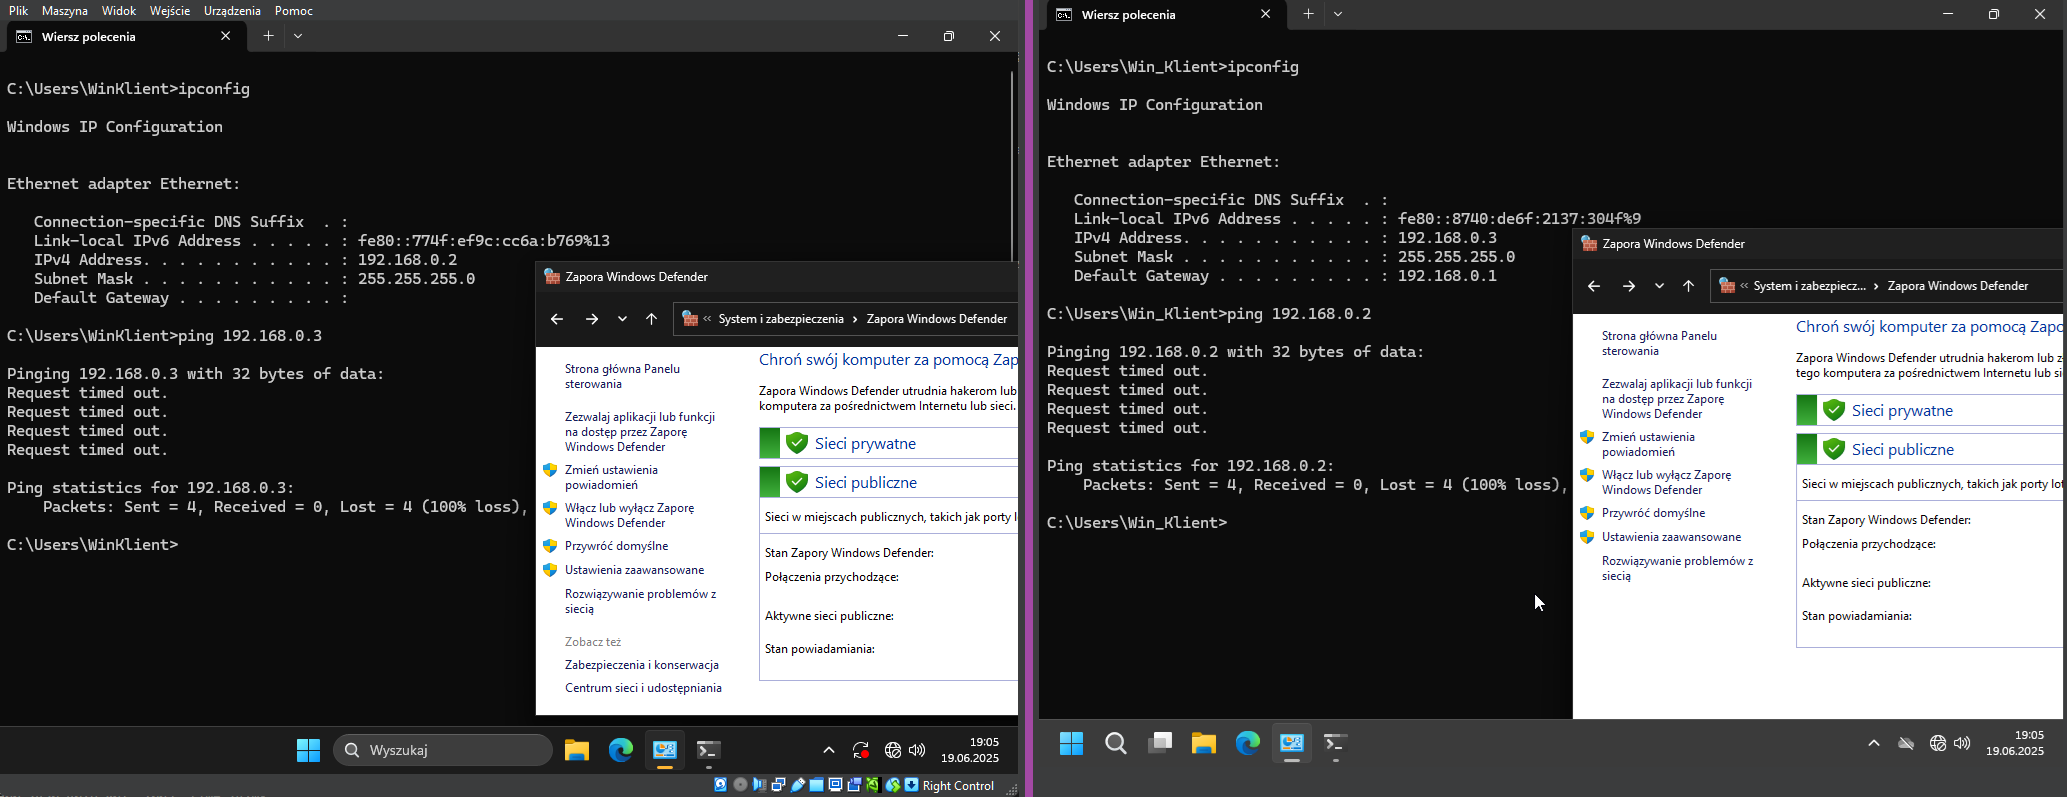 Plik Maszyna Widok Wejście Urządzenia Pomoc
Wiersz polecenia
C:\Users\WinKlient>ipconfig
Windows IP Configuration
Ethernet adapter Ethernet:
Connection-specific DNS Suffix . :
Link-local IPv6 Address . . . . . : fe80::774f:ef9c:cc6a:b769%13
IPv4 Address. . . . . . . . . . . : 192.168.0.2
Subnet Mask . . . . . . . . . . . : 255.255.255.0
Default Gateway . . . . . . . . . :
C:\Users\WinKlient>ping 192.168.0.3
Pinging 192.168.0.3 with 32 bytes of data:
Request timed out.
Request timed out.
Request timed out.
Request timed out.
Ping statistics for 192.168.0.3:
Packets: Sent = 4, Received = 0, Lost = 4 (100% loss),
C:\Users\WinKlient>
Zapora Windows Defender
System i zabezpieczenia > Zapora Windows Defender
Strona główna Panelu
sterowania
Zezwalaj aplikacji lub funkcji
na dostęp przez Zaporę
Windows Defender
Zmień ustawienia
powiadomień
Włącz lub wyłącz Zaporę
Windows Defender
Przywróć domyślne
Ustawienia zaawansowane
Rozwiązywanie problemów z
siecią
Zobacz też
Zabezpieczenia i konserwacja
Centrum sieci i udostępniania
Chroń swój komputer za pomocą Zap
Zapora Windows Defender utrudnia hakerom lub
komputera za pośrednictwem Internetu lub sieci.
Sieci prywatne
Sieci publiczne
Sieci w miejscach publicznych, takich jak porty l
Stan Zapory Windows Defender:
Połączenia przychodzące:
Aktywne sieci publiczne:
Stan powiadamiania:
Wyszukaj
19:05
19.06.2025
Right Control
Wiersz polecenia
C:\Users\Win_Klient>ipconfig
Windows IP Configuration
Ethernet adapter Ethernet:
Connection-specific DNS Suffix . :
Link-local IPv6 Address . . . . . : fe80::8740:de6f:2137:304f%9
IPv4 Address. . . . . . . . . . . : 192.168.0.3
Subnet Mask . . . . . . . . . . . : 255.255.255.0
Default Gateway . . . . . . . . . : 192.168.0.1
C:\Users\Win_Klient>ping 192.168.0.2
Pinging 192.168.0.2 with 32 bytes of data:
Request timed out.
Request timed out.
Request timed out.
Request timed out.
Ping statistics for 192.168.0.2:
Packets: Sent = 4, Received = 0, Lost = 4 (100% loss),
C:\Users\Win_Klient>
Zapora Windows Defender
System i zabezpiecz... > Zapora Windows Defender
Strona główna Panelu
sterowania
Zezwalaj aplikacji lub funkcji
na dostęp przez Zaporę
Windows Defender
Zmień ustawienia
powiadomień
Włącz lub wyłącz Zaporę
Windows Defender
Przywróć domyślne
Ustawienia zaawansowane
Rozwiązywanie problemów z
siecią
Chroń swój komputer za pomocą Zapo
Zapora Windows Defender utrudnia hakerom lub z
tego komputera za pośrednictwem Internetu lub si
Sieci prywatne
Sieci publiczne
Sieci w miejscach publicznych, takich jak porty lot
Stan Zapory Windows Defender:
Połączenia przychodzące:
Aktywne sieci publiczne:
Stan powiadamiania:
19:05
19.06.2025